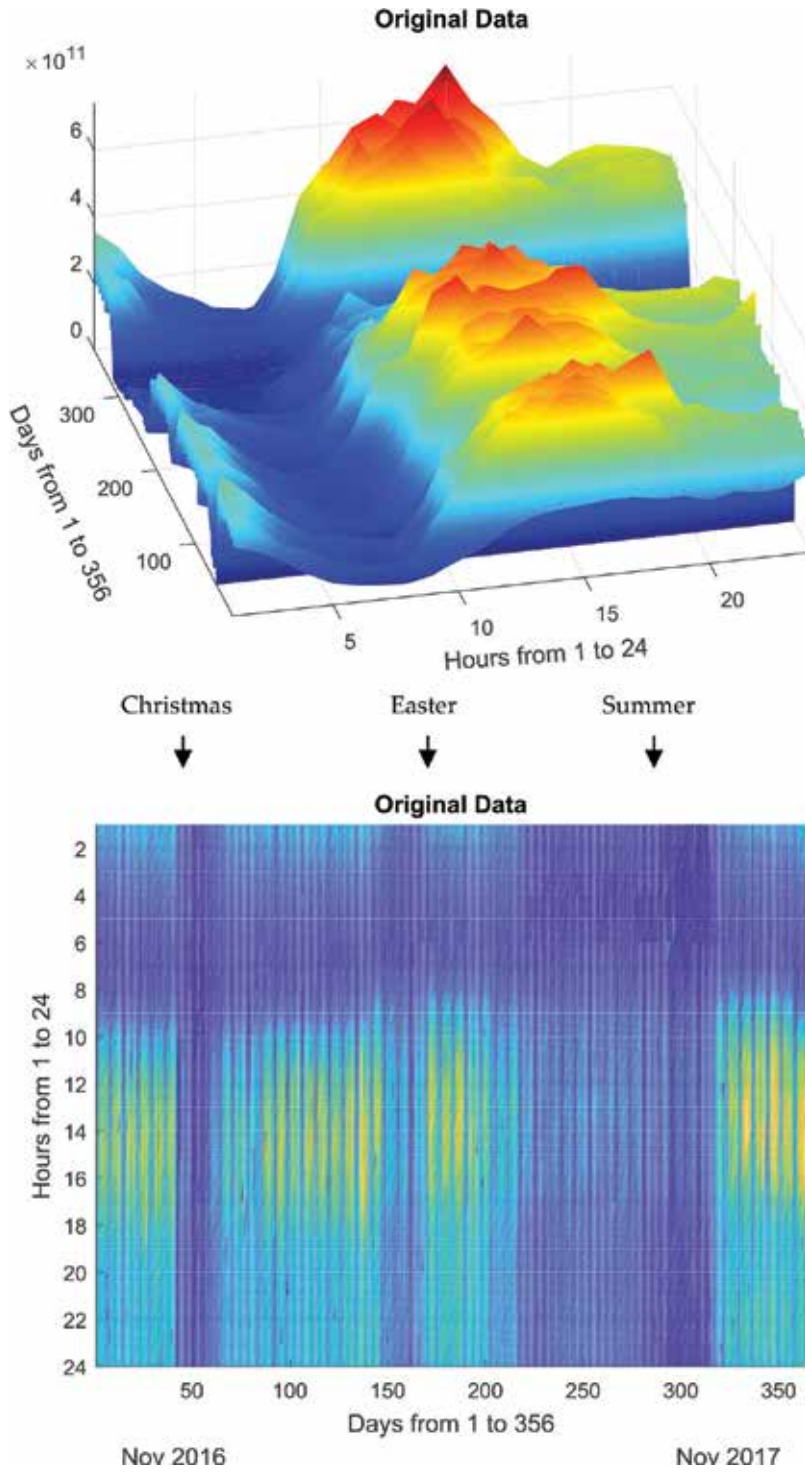 Original Data
× 10^11
6
4
2
0
300
200
100
Days from 1 to 356
5
10
15
20
Hours from 1 to 24
Christmas
Easter
Summer
Original Data
2
4
6
8
10
12
14
16
18
20
22
24
Hours from 1 to 24
50
100
150
200
250
300
350
Days from 1 to 356
Nov 2016
Nov 2017